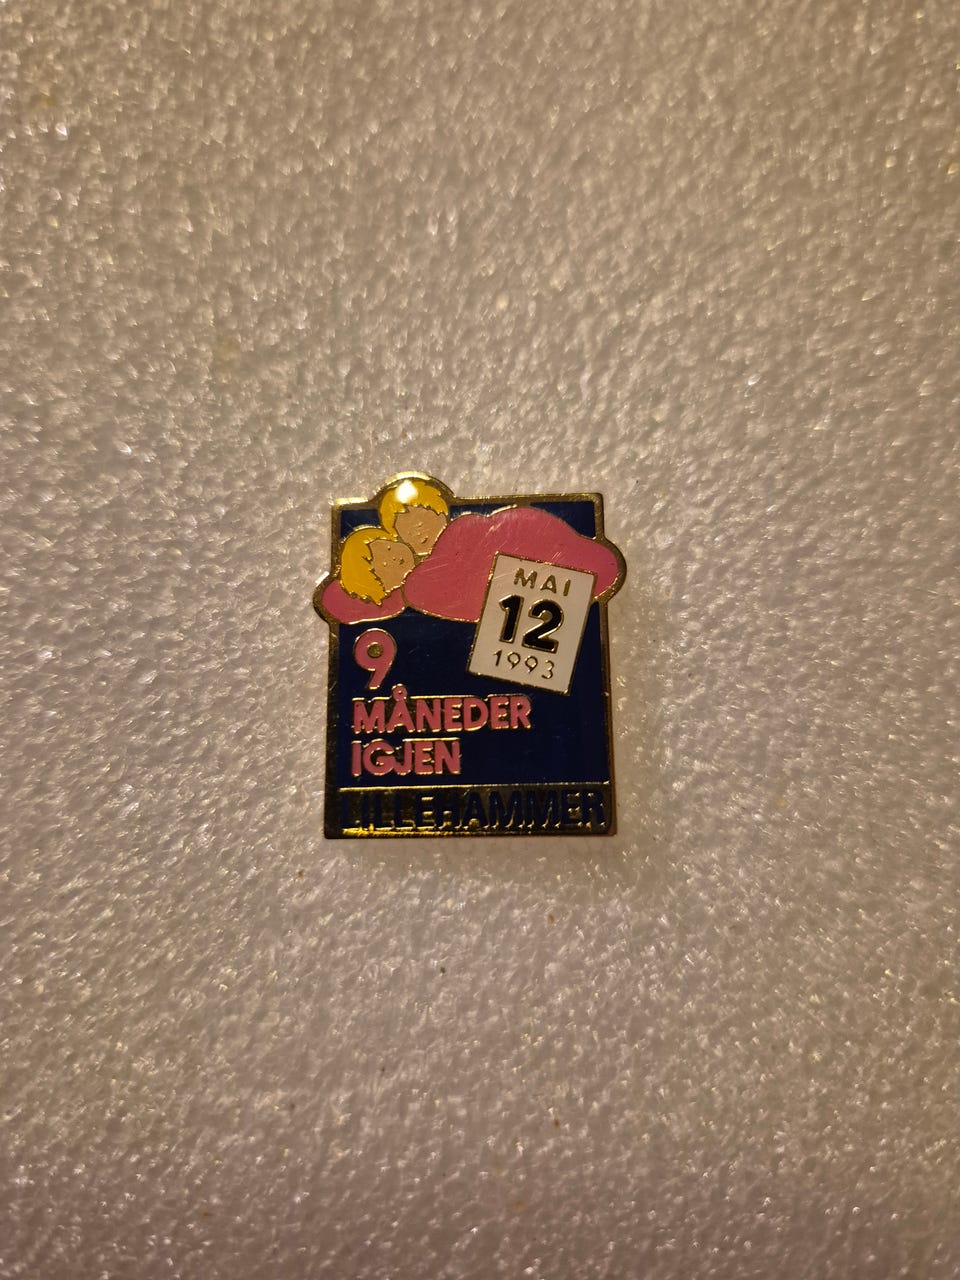 MAI
12
1993
9
MÅNEDER
IGJEN
LILLEHAMMER